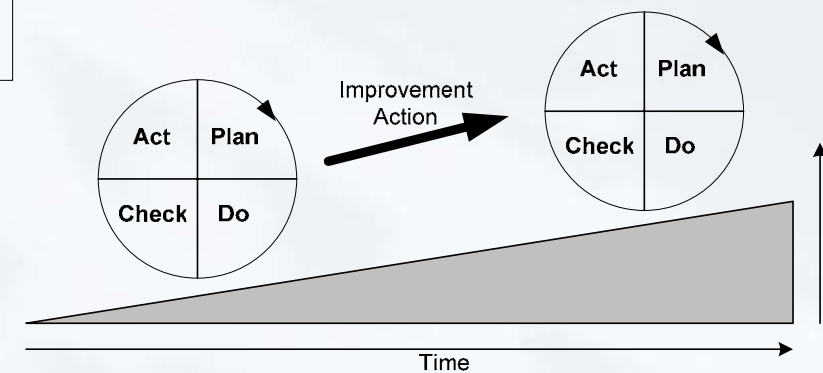 Act Plan
Check Do
Improvement
Action
Act Plan
Check Do
Time